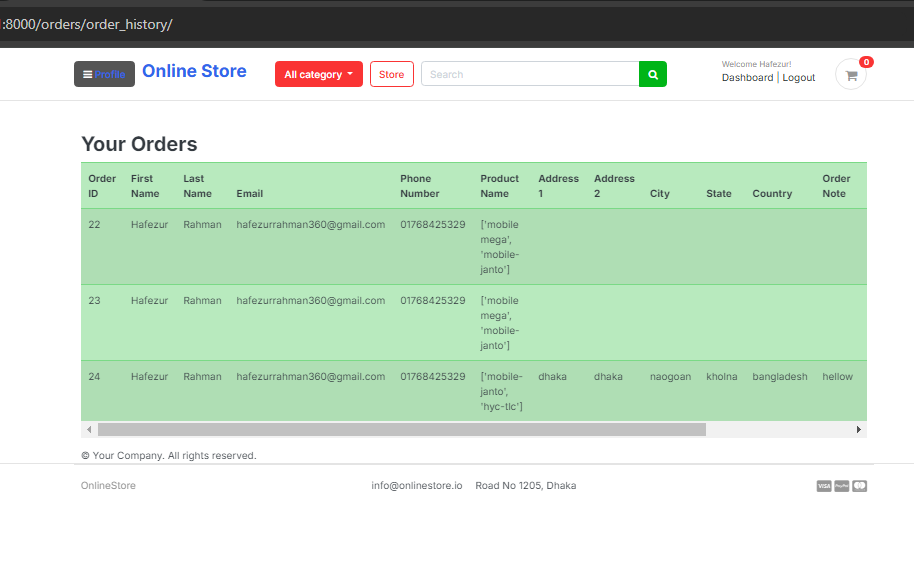 :8000/orders/order_history/
Profile Online Store All category Store Search Welcome Hafezur! 0
Dashboard | Logout
Your Orders
Order First Last Phone Product Address Address Order
ID Name Name Email Number Name 1 2 City State Country Note
22 Hafezur Rahman hafezurrahman360@gmail.com 01768425329 ['mobile
mega',
'mobile-
janto']
23 Hafezur Rahman hafezurrahman360@gmail.com 01768425329 ['mobile
mega',
'mobile-
janto']
24 Hafezur Rahman hafezurrahman360@gmail.com 01768425329 ['mobile- dhaka dhaka naogoan kholna bangladesh hellow
janto',
'hyc-tlc']
© Your Company. All rights reserved.
OnlineStore info@onlinestore.io Road No 1205, Dhaka VISA PayPal